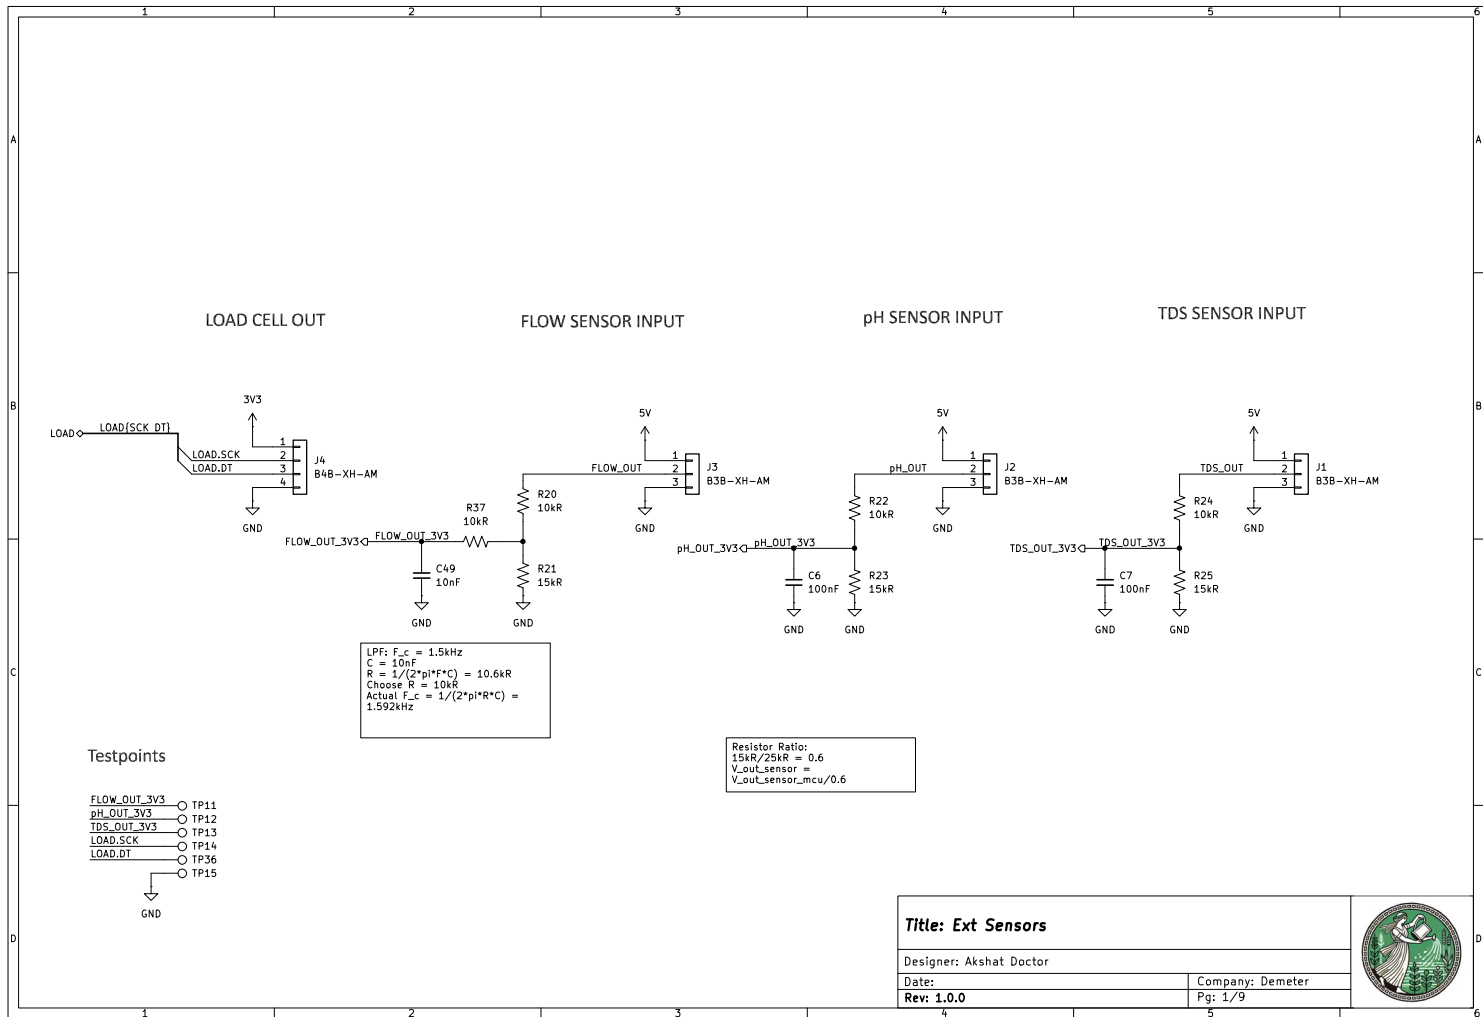 1 2 3 4 5 6
A A
LOAD CELL OUT
FLOW SENSOR INPUT
pH SENSOR INPUT
TDS SENSOR INPUT
B B
3V3
LOAD
LOAD{SCK DT}
LOAD.SCK
LOAD.DT
1
2
3
4
J4
B4B-XH-AM
GND
5V
FLOW_OUT
1
2
3
J3
B3B-XH-AM
GND
R20
10kR
R37
10kR
FLOW_OUT_3V3
FLOW_OUT_3V3
C49
10nF
GND
R21
15kR
GND
5V
pH_OUT
1
2
3
J2
B3B-XH-AM
GND
R22
10kR
pH_OUT_3V3
pH_OUT_3V3
C6
100nF
GND
R23
15kR
GND
5V
TDS_OUT
1
2
3
J1
B3B-XH-AM
GND
R24
10kR
TDS_OUT_3V3
TDS_OUT_3V3
C7
100nF
GND
R25
15kR
GND
C C
LPF: F_c = 1.5kHz
C = 10nF
R = 1/(2*pi*F*C) = 10.6kR
Choose R = 10kR
Actual F_c = 1/(2*pi*R*C) =
1.592kHz
Resistor Ratio:
15kR/25kR = 0.6
V_out_sensor =
V_out_sensor_mcu/0.6
Testpoints
FLOW_OUT_3V3 TP11
pH_OUT_3V3 TP12
TDS_OUT_3V3 TP13
LOAD.SCK TP14
LOAD.DT TP36
TP15
GND
D D
Title: Ext Sensors
Designer: Akshat Doctor
Date:
Company: Demeter
Rev: 1.0.0
Pg: 1/9
1 2 3 4 5 6